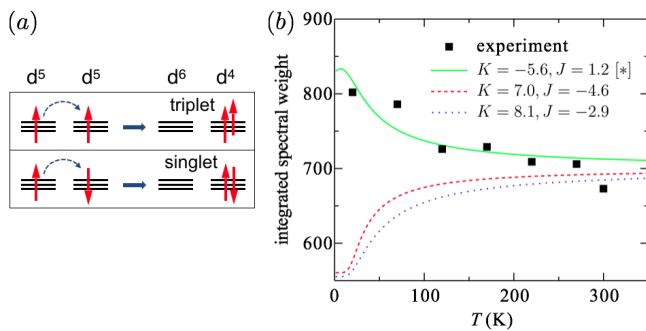 (a)
d⁵ d⁵ d⁶ d⁴
triplet
singlet
(b)
integrated spectral weight
900
800
700
600
experiment
K = −5.6, J = 1.2 [*]
K = 7.0, J = −4.6
K = 8.1, J = −2.9
0 100 200 300
T (K)